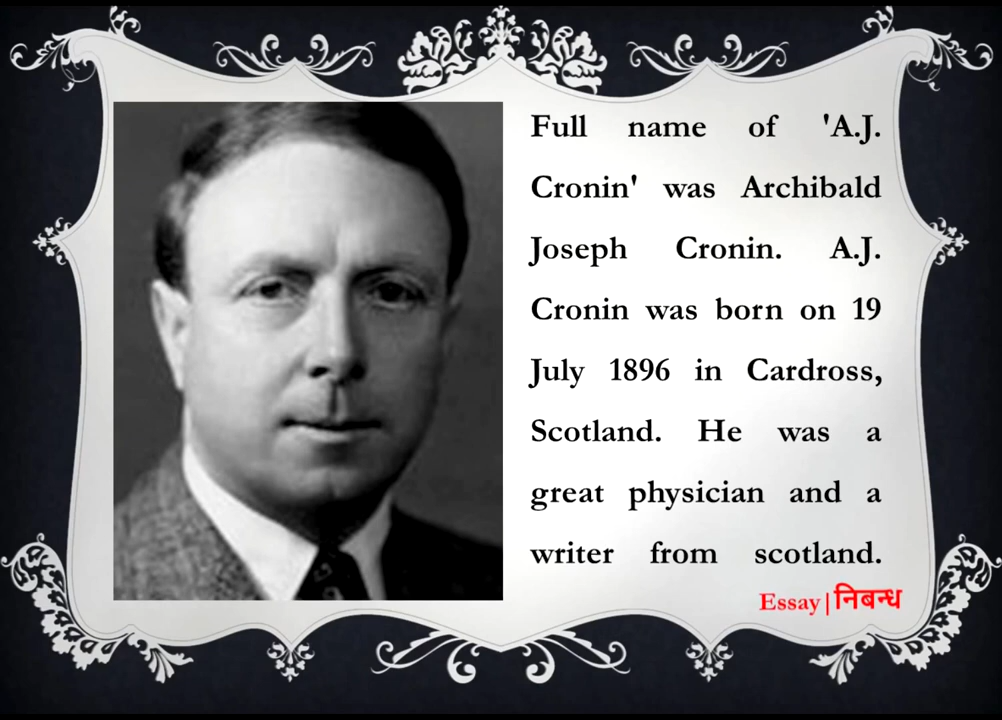 Full name of 'A.J.
Cronin' was Archibald
Joseph Cronin. A.J.
Cronin was born on 19
July 1896 in Cardross,
Scotland. He was a
great physician and a
writer from scotland.
Essay|निबन्ध